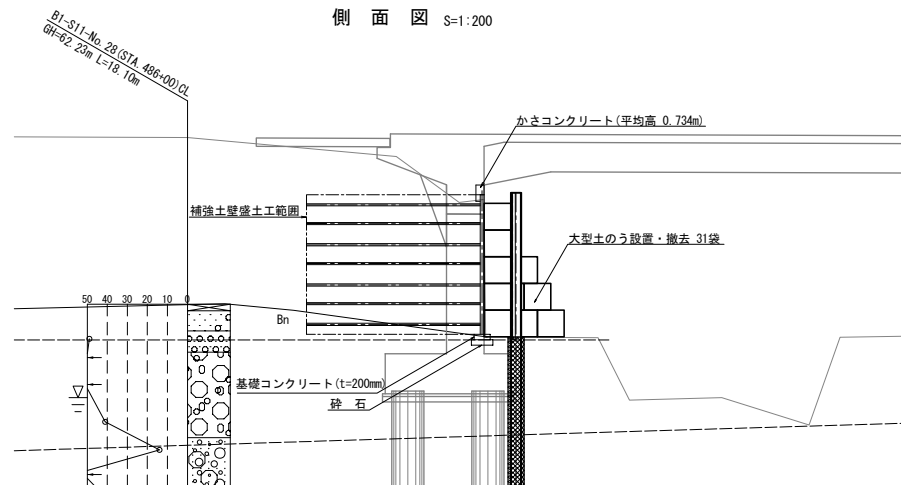 側 面 図 S=1:200
B1-S11-No.28(STA.486+00)CL
GH=62.23m L=18.10m
かさコンクリート(平均高 0.734m)
補強土壁盛土工範囲
大型土のう設置・撤去 31袋
50 40 30 20 10 0
Bn
基礎コンクリート(t=200mm)
砕 石